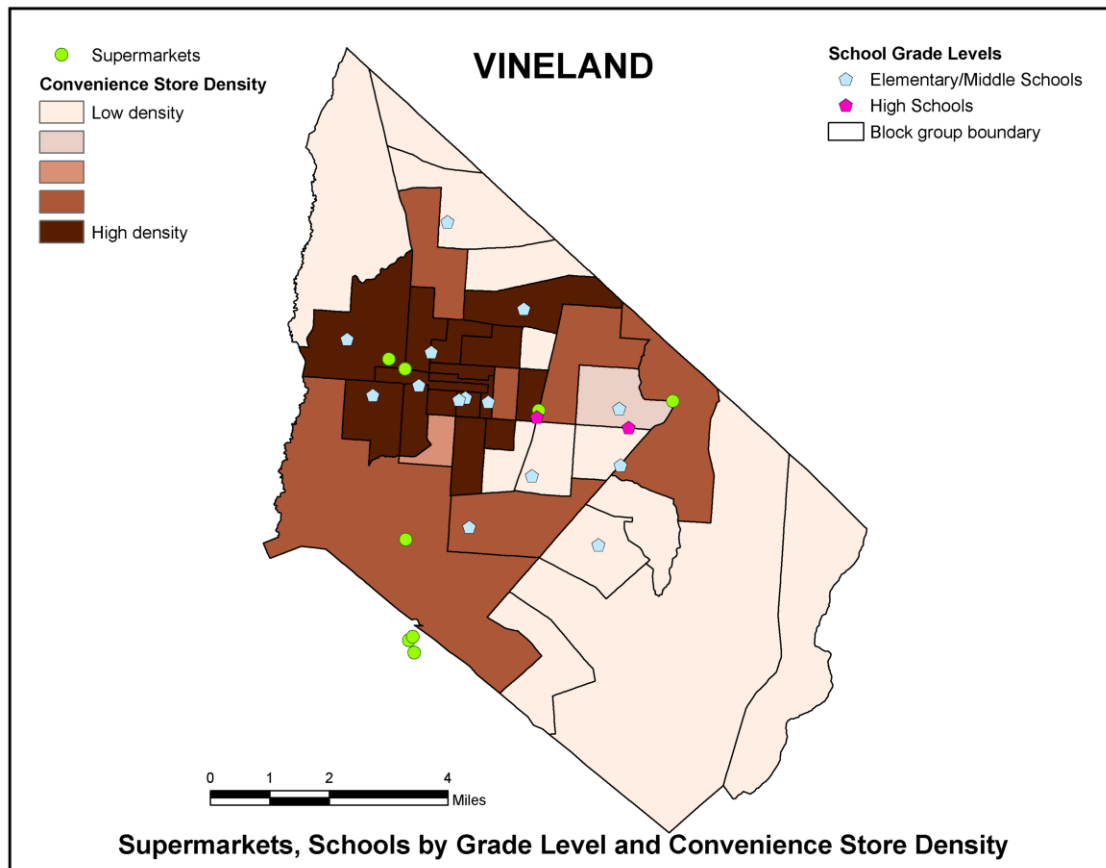 VINELAND
Supermarkets
Convenience Store Density
Low density
High density
School Grade Levels
Elementary/Middle Schools
High Schools
Block group boundary
0 1 2 4
Miles
Supermarkets, Schools by Grade Level and Convenience Store Density